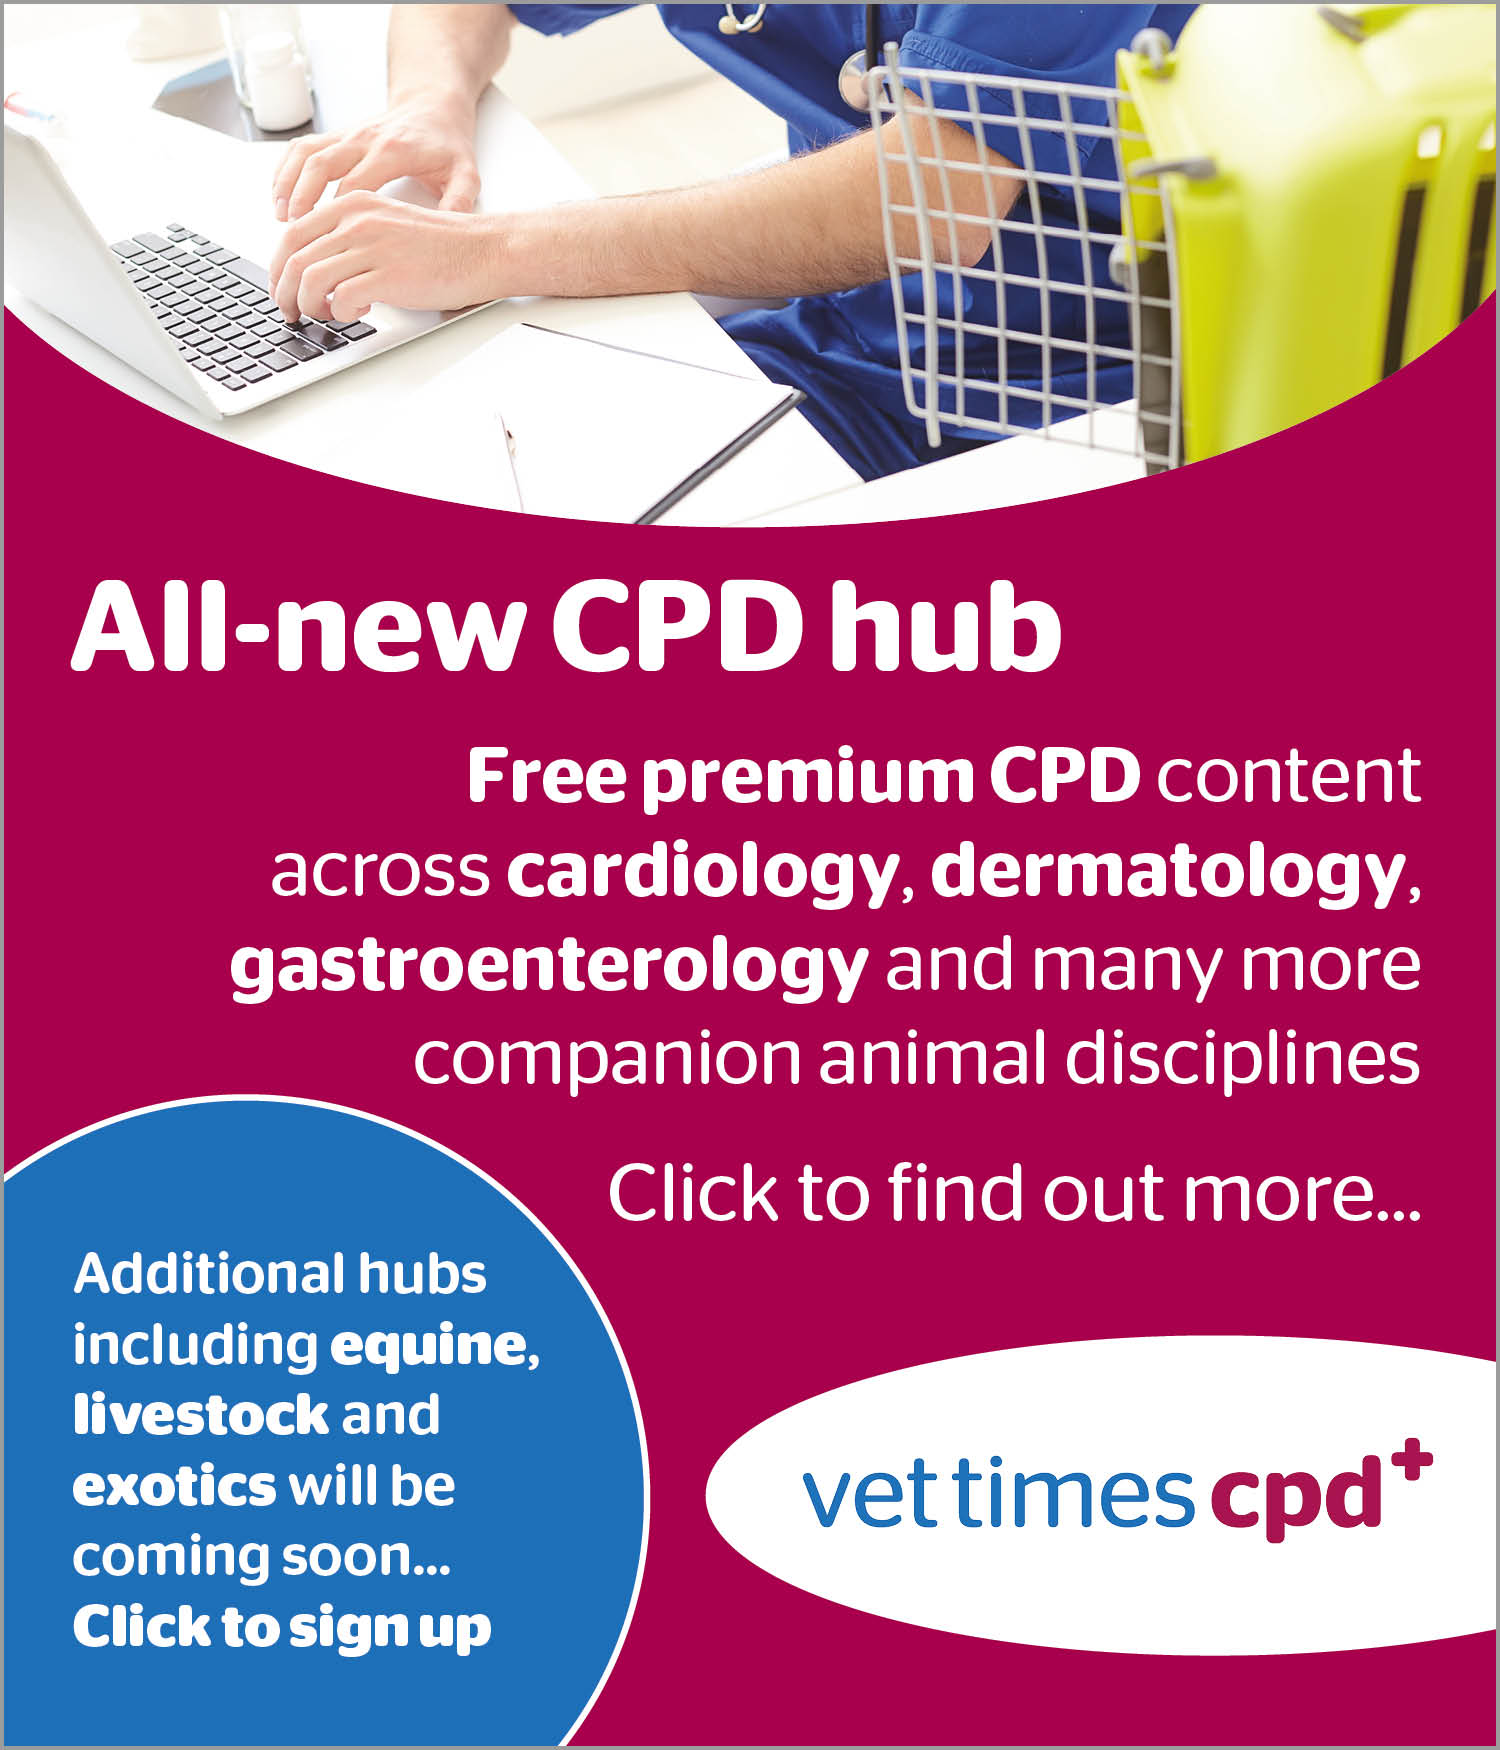 All-new CPD hub
Free premium CPD content
across cardiology, dermatology,
gastroenterology and many more
companion animal disciplines
Click to find out more...
Additional hubs
including equine,
livestock and
exotics will be
coming soon...
Click to sign up
vet times cpd+